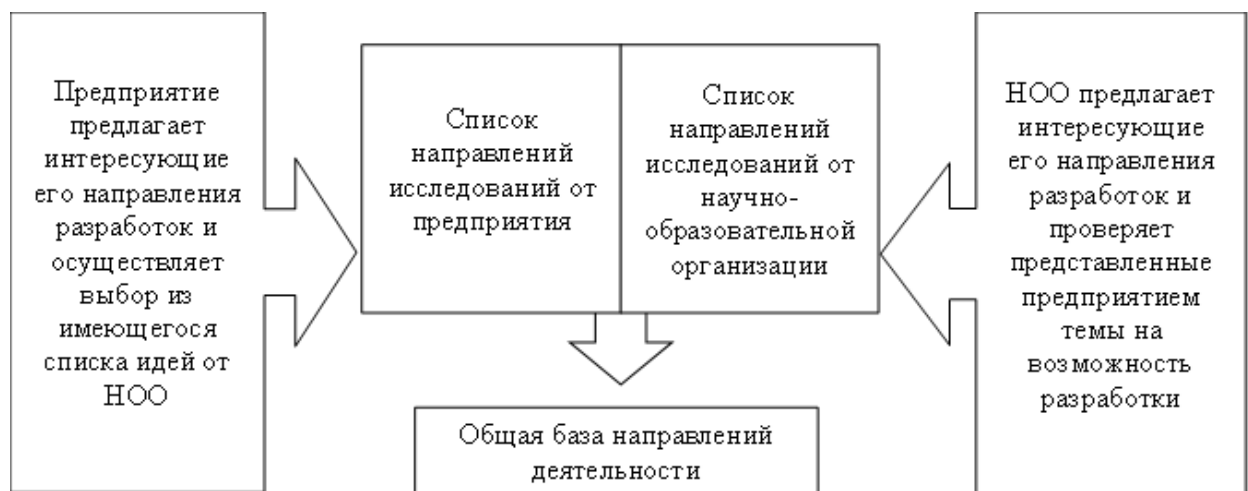 Предприятие
предлагает
интересующие
его направления
разработок и
осуществляет
выбор из
имеющегося
списка идей от
НОО
Список
направлений
исследований от
предприятия
Список
направлений
исследований от
научно-
образовательной
организации
НОО предлагает
интересующие
его направления
разработок и
проверяет
представленные
предприятием
темы на
возможность
разработки
Общая база направлений
деятельности